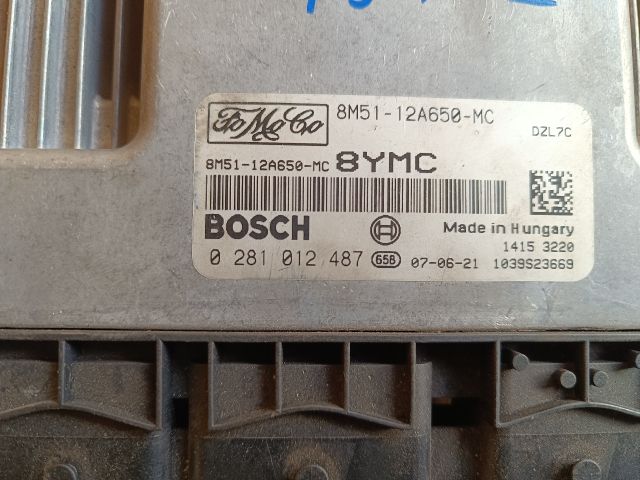 FoMoCo 8M51-12A650-MC
DZL7C
8M51-12A650-MC 8YMC
BOSCH Made in Hungary
1415 3220
0 281 012 487 65B 07-06-21 1039S23669